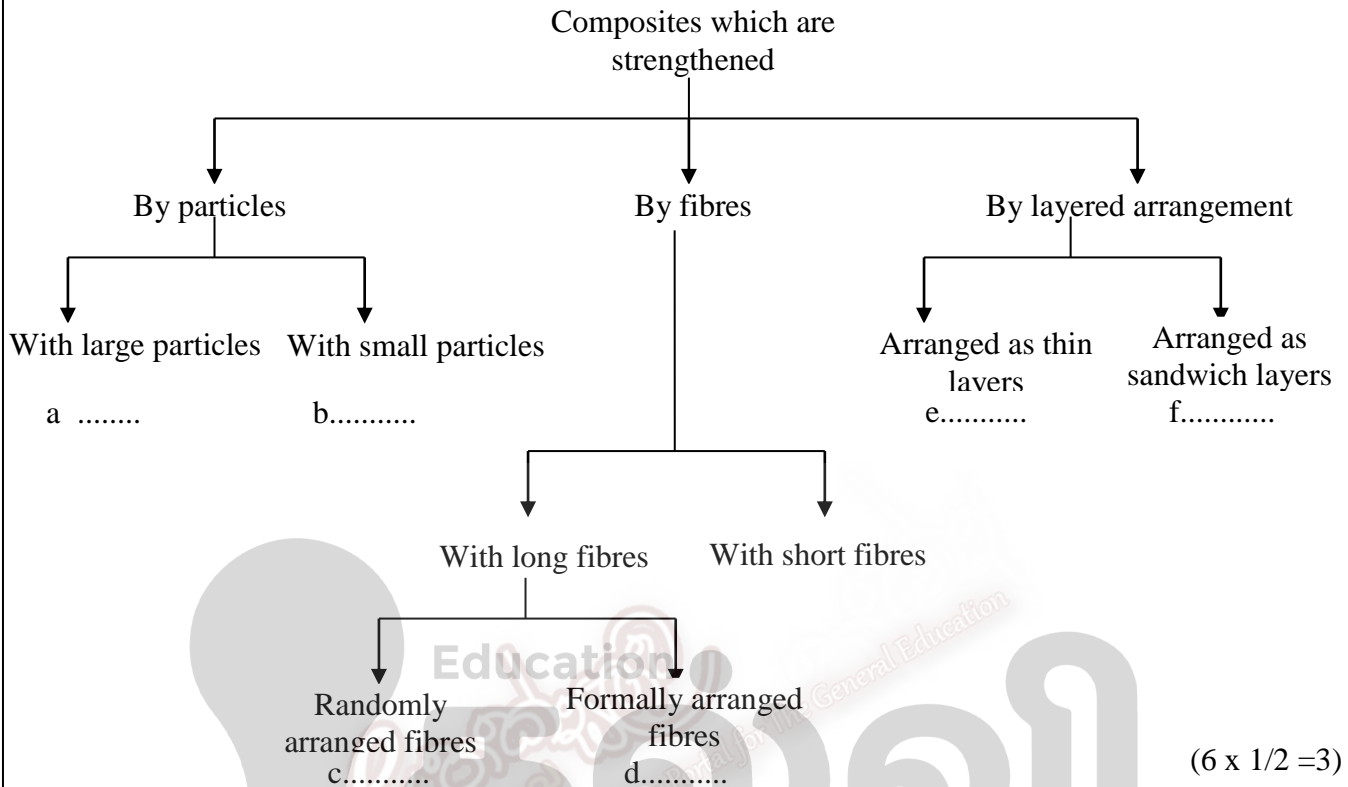 Composites which are
strengthened
By particles
By fibres
By layered arrangement
With large particles
With small particles
Arranged as thin
layers
Arranged as
sandwich layers
a ........
b...........
e...........
f............
With long fibres
With short fibres
Education
Randomly
arranged fibres
Formally arranged
fibres
c...........
d...........
(6 x 1/2 =3)